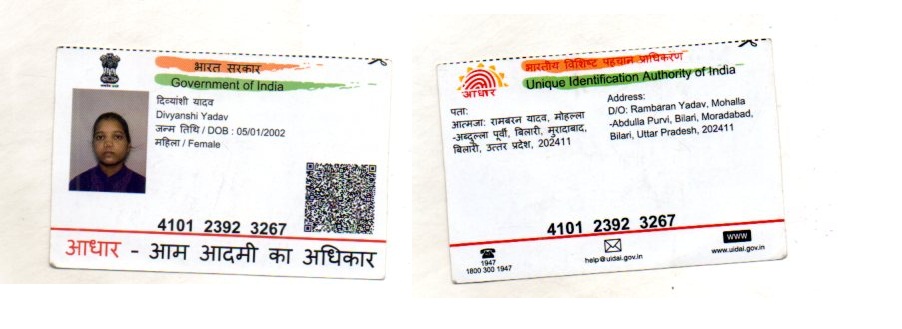 भारत सरकार
Government of India
दिव्यांशी यादव
Divyanshi Yadav
जन्म तिथि / DOB : 05/01/2002
महिला / Female
4101 2392 3267
आधार - आम आदमी का अधिकार
भारतीय विशिष्ट पहचान प्राधिकरण
Unique Identification Authority of India
आधार
पता:
आत्मजा: रामबरन यादव, मोहल्ला
-अब्दुल्ला पूर्वी, बिलारी, मुरादाबाद,
बिलारी, उत्तर प्रदेश, 202411
Address:
D/O: Rambaran Yadav, Mohalla
-Abdulla Purvi, Bilari, Moradabad,
Bilari, Uttar Pradesh, 202411
4101 2392 3267
1947
1800 300 1947
help@uidai.gov.in
www
www.uidai.gov.in